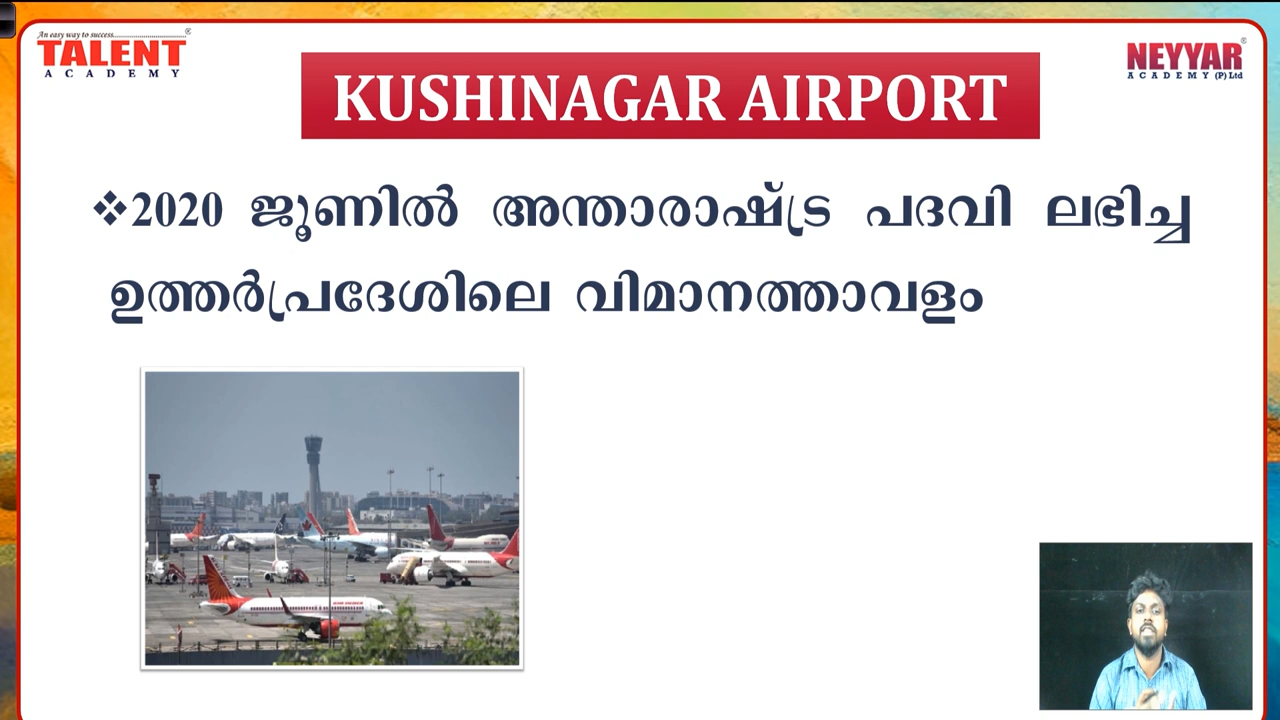 An easy way to success
TALENT
ACADEMY
NEYYAR
ACADEMY (P) Ltd
KUSHINAGAR AIRPORT
❖2020 ജൂണിൽ അന്താരാഷ്ട്ര പദവി ലഭിച്ച
ഉത്തർപ്രദേശിലെ വിമാനത്താവളം